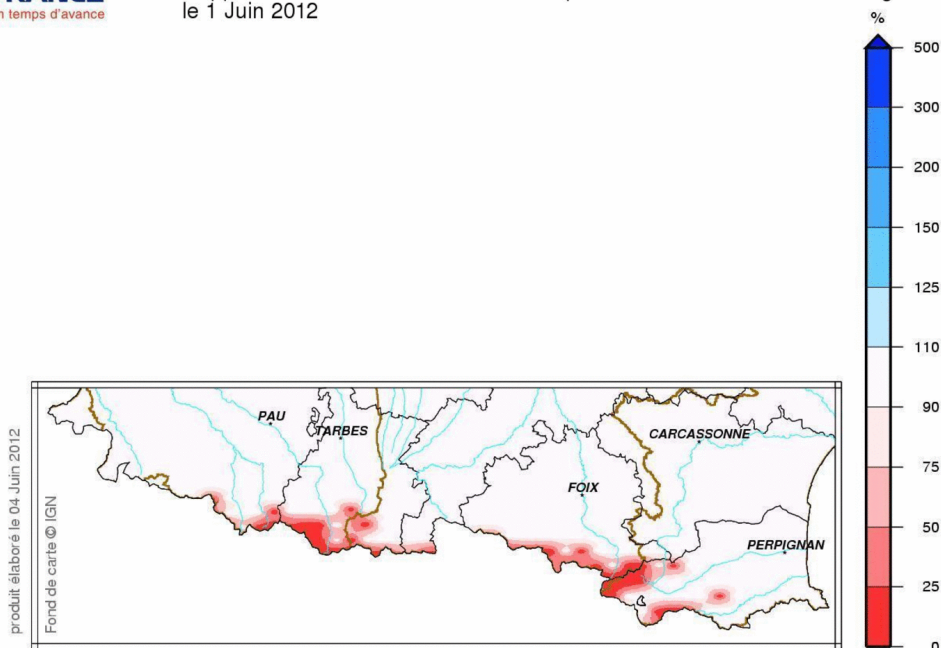 n temps d'avance
le 1 Juin 2012
%
500
300
200
150
125
110
90
75
50
25
0
PAU
TARBES
CARCASSONNE
FOIX
PERPIGNAN
produit élaboré le 04 Juin 2012
Fond de carte © IGN